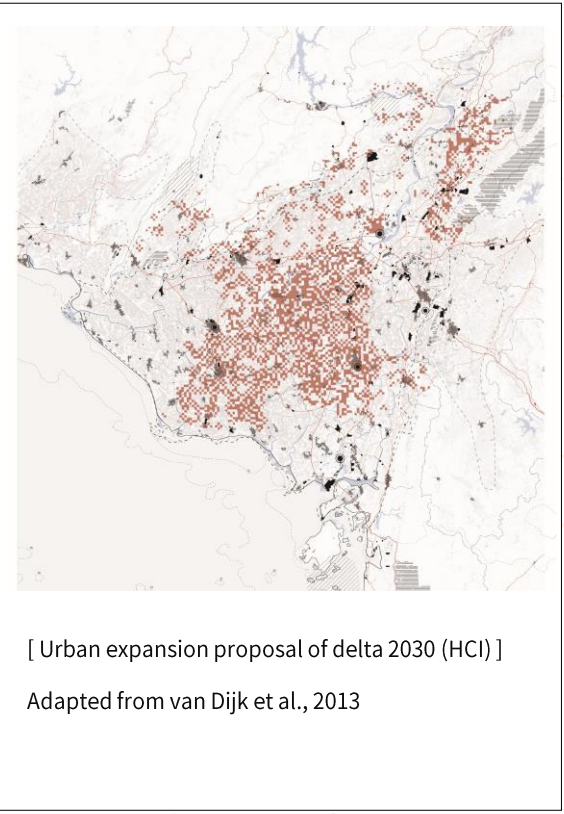 [ Urban expansion proposal of delta 2030 (HCI) ]
Adapted from van Dijk et al., 2013